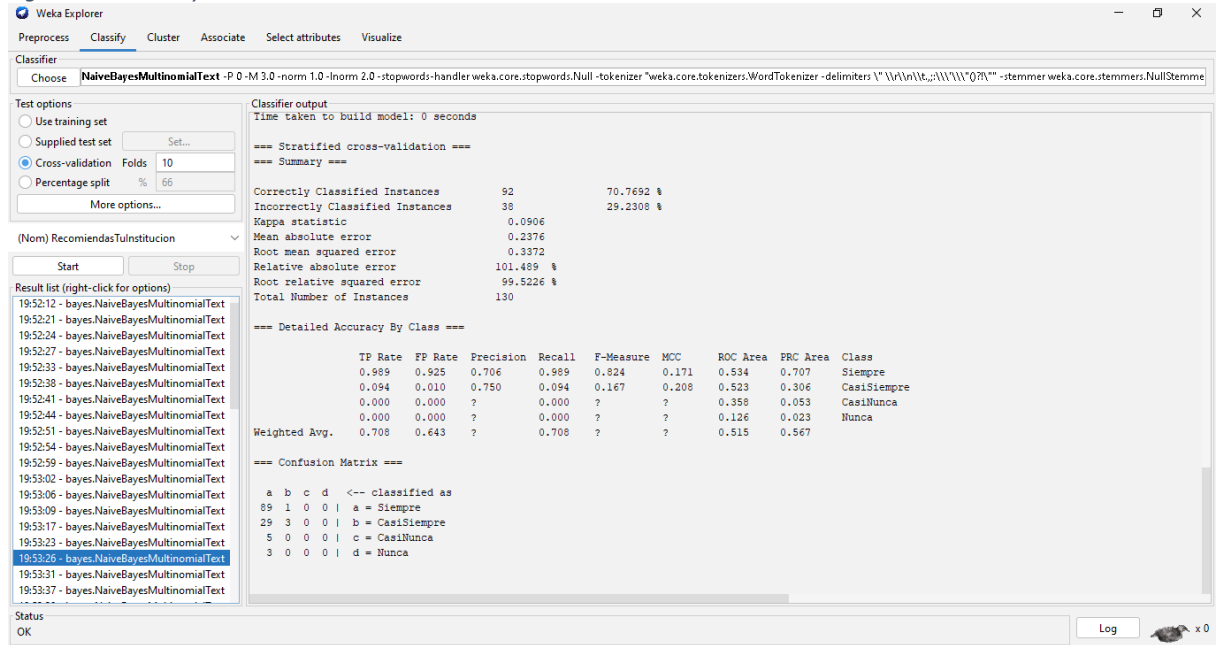 Weka Explorer
Preprocess Classify Cluster Associate Select attributes Visualize
Classifier
Choose NaiveBayesMultinomialText -P 0 -M 3.0 -norm 1.0 -lnorm 2.0 -stopwords-handler weka.core.stopwords.Null -tokenizer "weka.core.tokenizers.WordTokenizer -delimiters \" \\r\\n\\t.,;:\\\'\\\"()?!\"" -stemmer weka.core.stemmers.NullStemme
Test options
Use training set
Supplied test set Set...
Cross-validation Folds 10
Percentage split % 66
More options...
(Nom) RecomiendasTuInstitucion
Start Stop
Result list (right-click for options)
19:52:12 - bayes.NaiveBayesMultinomialText
19:52:21 - bayes.NaiveBayesMultinomialText
19:52:24 - bayes.NaiveBayesMultinomialText
19:52:27 - bayes.NaiveBayesMultinomialText
19:52:33 - bayes.NaiveBayesMultinomialText
19:52:38 - bayes.NaiveBayesMultinomialText
19:52:41 - bayes.NaiveBayesMultinomialText
19:52:44 - bayes.NaiveBayesMultinomialText
19:52:51 - bayes.NaiveBayesMultinomialText
19:52:54 - bayes.NaiveBayesMultinomialText
19:52:59 - bayes.NaiveBayesMultinomialText
19:53:02 - bayes.NaiveBayesMultinomialText
19:53:06 - bayes.NaiveBayesMultinomialText
19:53:09 - bayes.NaiveBayesMultinomialText
19:53:17 - bayes.NaiveBayesMultinomialText
19:53:23 - bayes.NaiveBayesMultinomialText
19:53:26 - bayes.NaiveBayesMultinomialText
19:53:31 - bayes.NaiveBayesMultinomialText
19:53:37 - bayes.NaiveBayesMultinomialText
Classifier output
Time taken to build model: 0 seconds
=== Stratified cross-validation ===
=== Summary ===
Correctly Classified Instances 92 70.7692 %
Incorrectly Classified Instances 38 29.2308 %
Kappa statistic 0.0906
Mean absolute error 0.2376
Root mean squared error 0.3372
Relative absolute error 101.489 %
Root relative squared error 99.5226 %
Total Number of Instances 130
=== Detailed Accuracy By Class ===
TP Rate FP Rate Precision Recall F-Measure MCC ROC Area PRC Area Class
0.989 0.925 0.706 0.989 0.824 0.171 0.534 0.707 Siempre
0.094 0.010 0.750 0.094 0.167 0.208 0.523 0.306 CasiSiempre
0.000 0.000 ? 0.000 ? ? 0.358 0.053 CasiNunca
0.000 0.000 ? 0.000 ? ? 0.126 0.023 Nunca
Weighted Avg. 0.708 0.643 ? 0.708 ? ? 0.515 0.567
=== Confusion Matrix ===
a b c d <-- classified as
89 1 0 0 | a = Siempre
29 3 0 0 | b = CasiSiempre
5 0 0 0 | c = CasiNunca
3 0 0 0 | d = Nunca
Status
OK
Log x 0